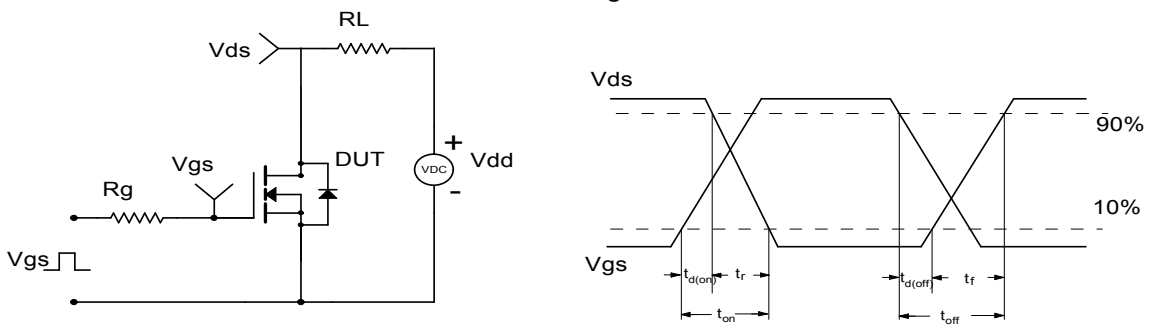 RL
Vds
Vgs
DUT
VDC
+
-
Vdd
Rg
Vgs
Vds
90%
10%
Vgs
td(on)
tr
ton
td(off)
tf
toff